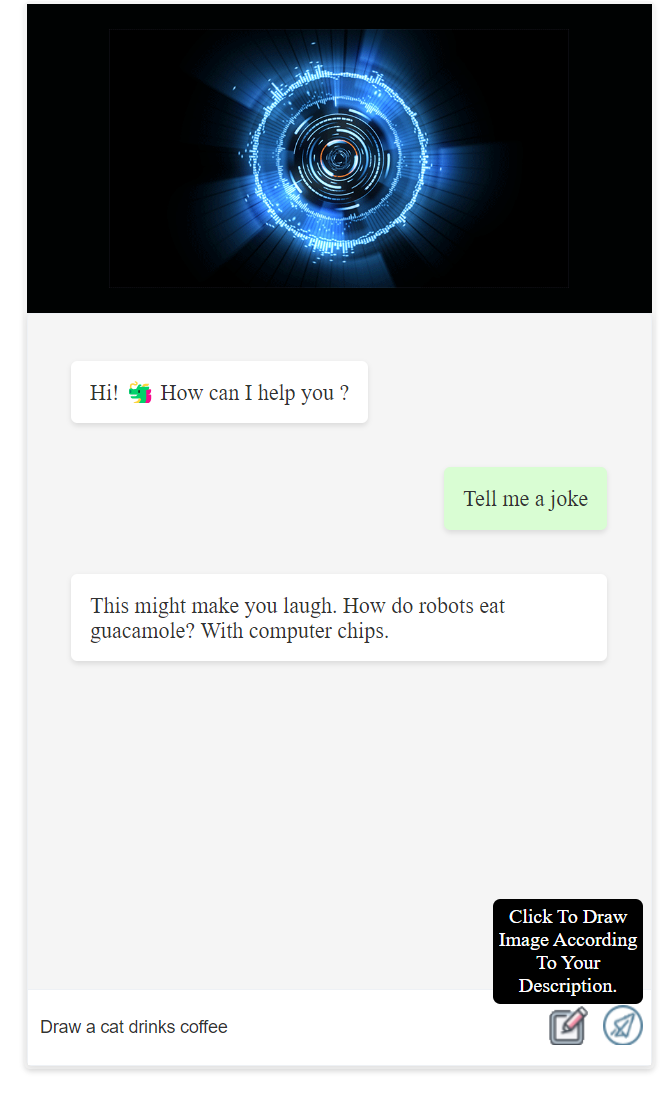 Hi! How can I help you ?
Tell me a joke
This might make you laugh. How do robots eat
guacamole? With computer chips.
Click To Draw
Image According
To Your
Description.
Draw a cat drinks coffee